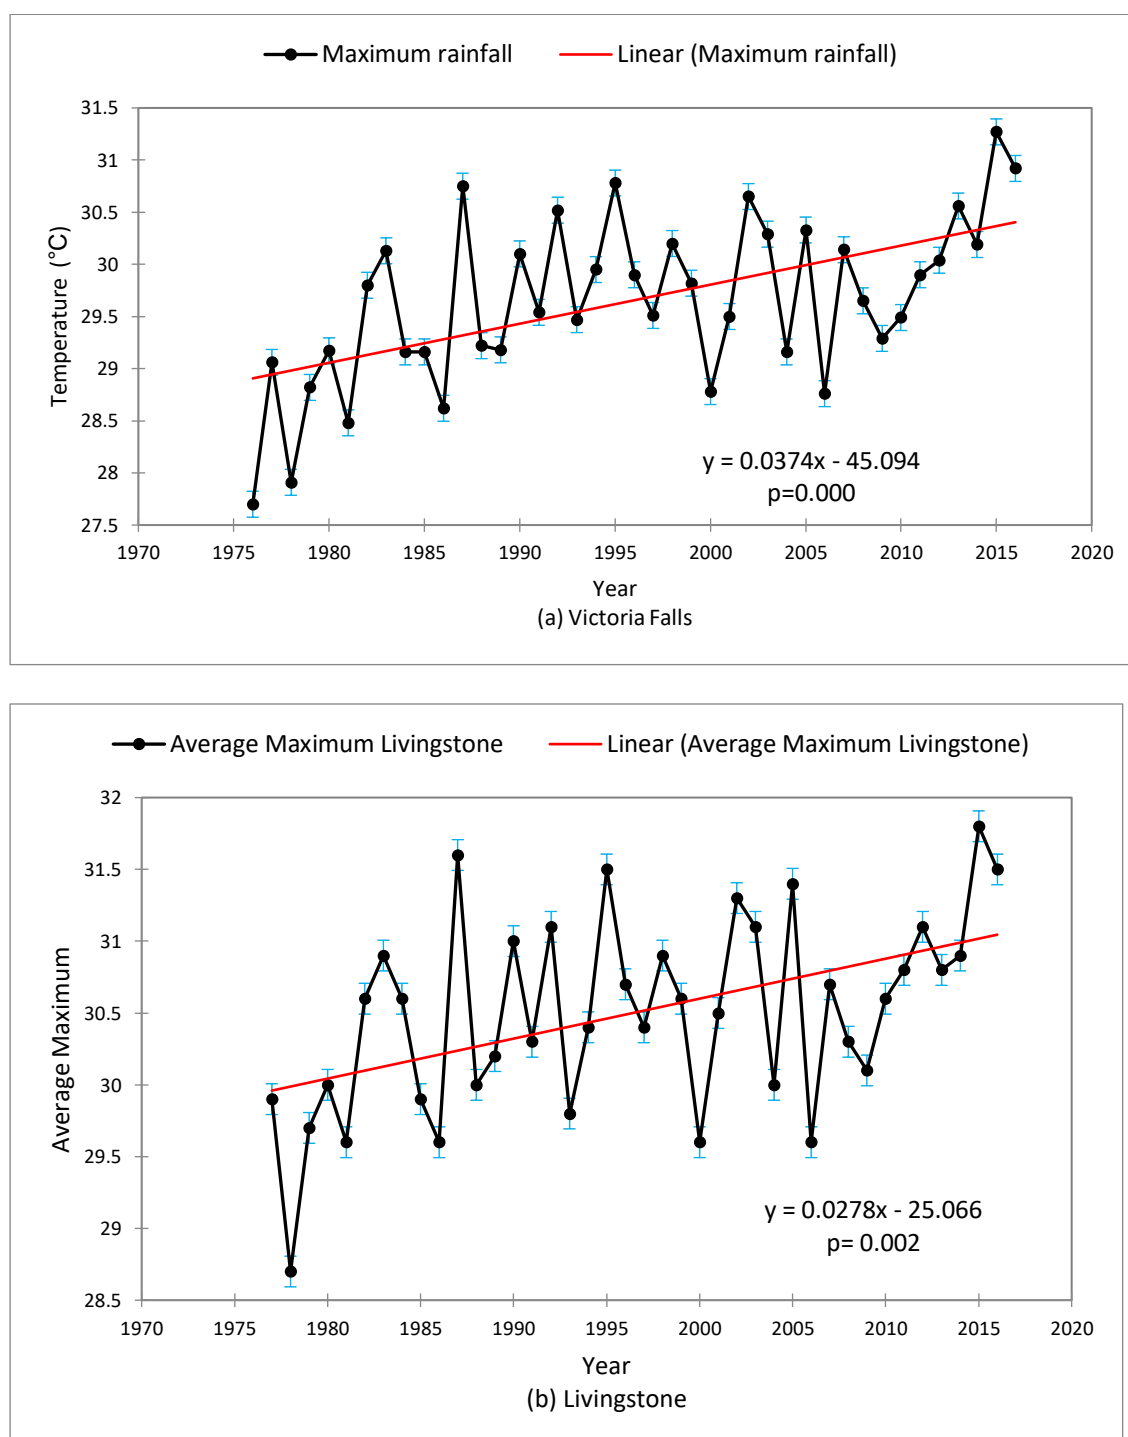 Maximum rainfall Linear (Maximum rainfall)
31.5
31
30.5
30
29.5
29
28.5
28
27.5
Temperature (°C)
y = 0.0374x - 45.094
p=0.000
1970 1975 1980 1985 1990 1995 2000 2005 2010 2015 2020
Year
(a) Victoria Falls
Average Maximum Livingstone Linear (Average Maximum Livingstone)
32
31.5
31
30.5
30
29.5
29
28.5
Average Maximum
y = 0.0278x - 25.066
p= 0.002
1970 1975 1980 1985 1990 1995 2000 2005 2010 2015 2020
Year
(b) Livingstone